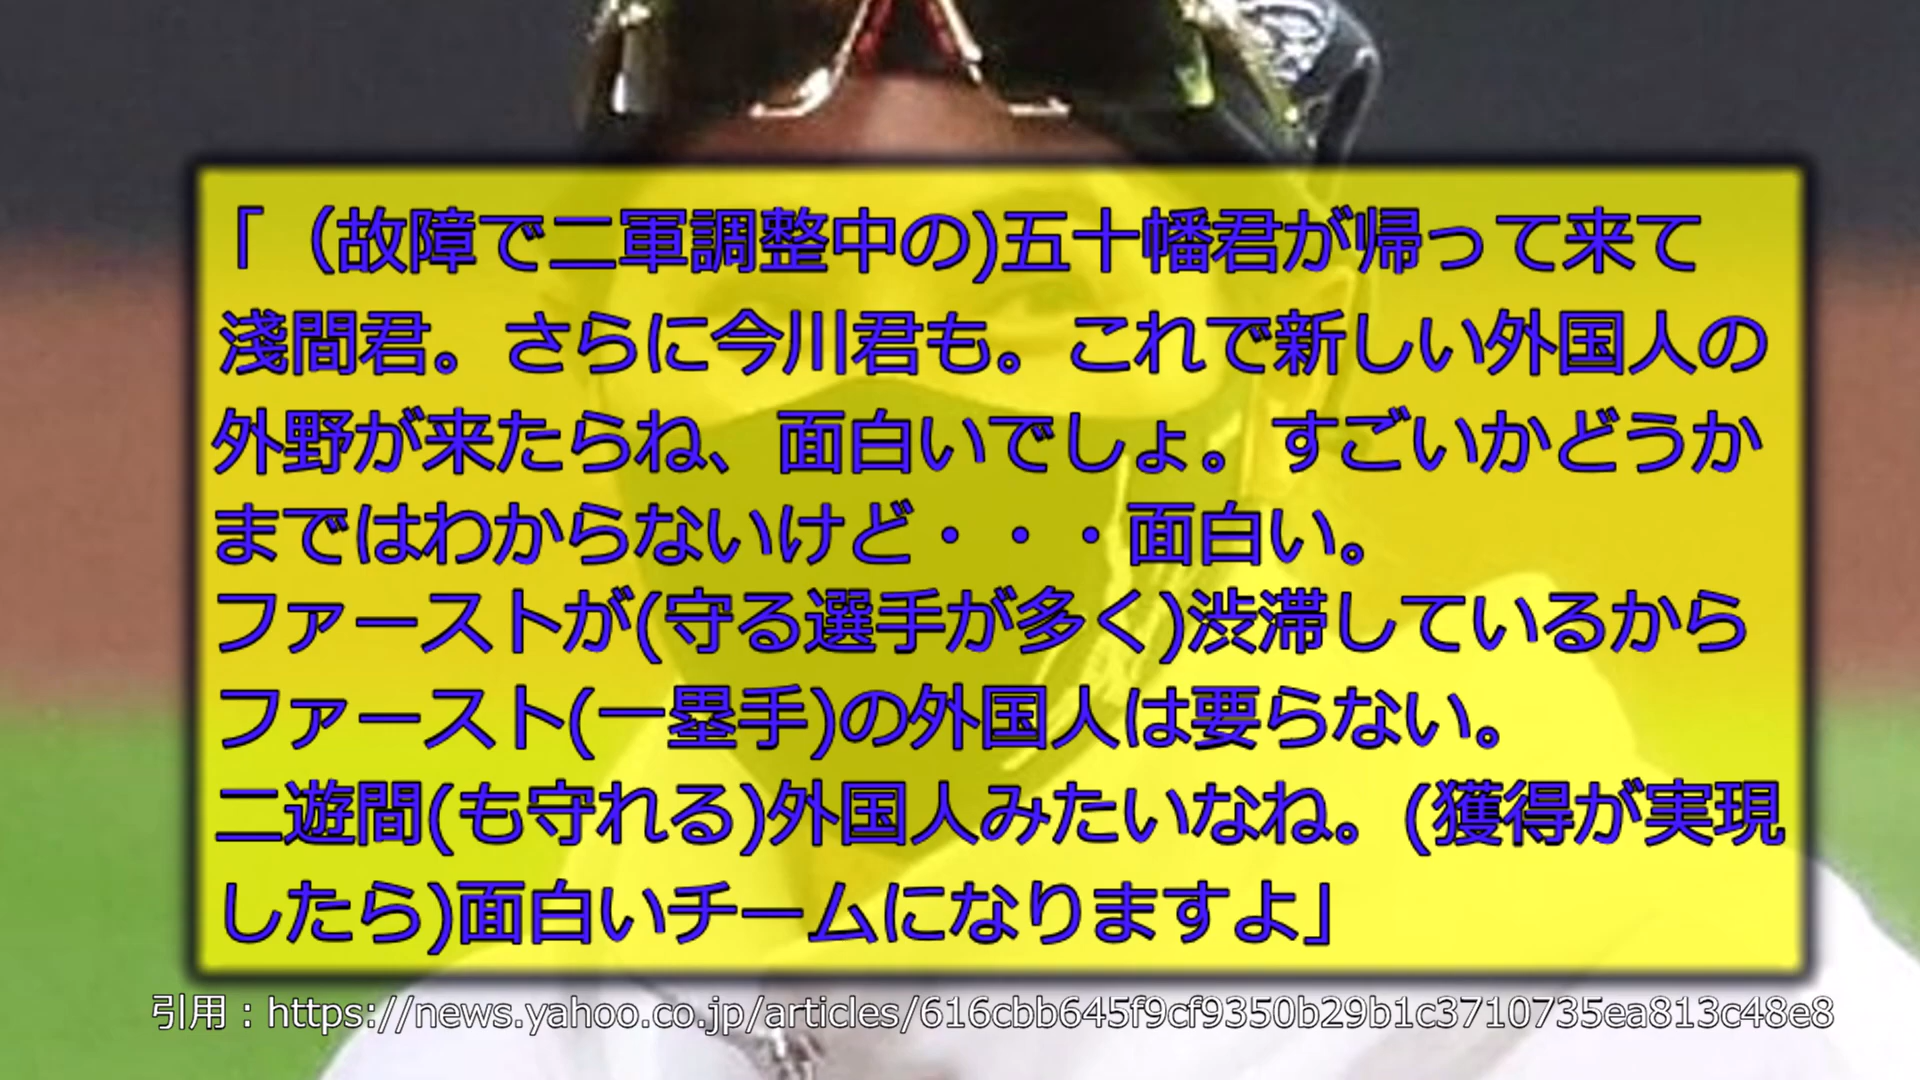 「（故障で二軍調整中の)五十幡君が帰って来て
淺間君。さらに今川君も。これで新しい外国人の
外野が来たらね、面白いでしょ。すごいかどうか
まではわからないけど・・・面白い。
ファーストが(守る選手が多く)渋滞しているから
ファースト(一塁手)の外国人は要らない。
二遊間(も守れる)外国人みたいなね。(獲得が実現
したら)面白いチームになりますよ」
引用：https://news.yahoo.co.jp/articles/616cbb645f9cf9350b29b1c3710735ea813c48e8